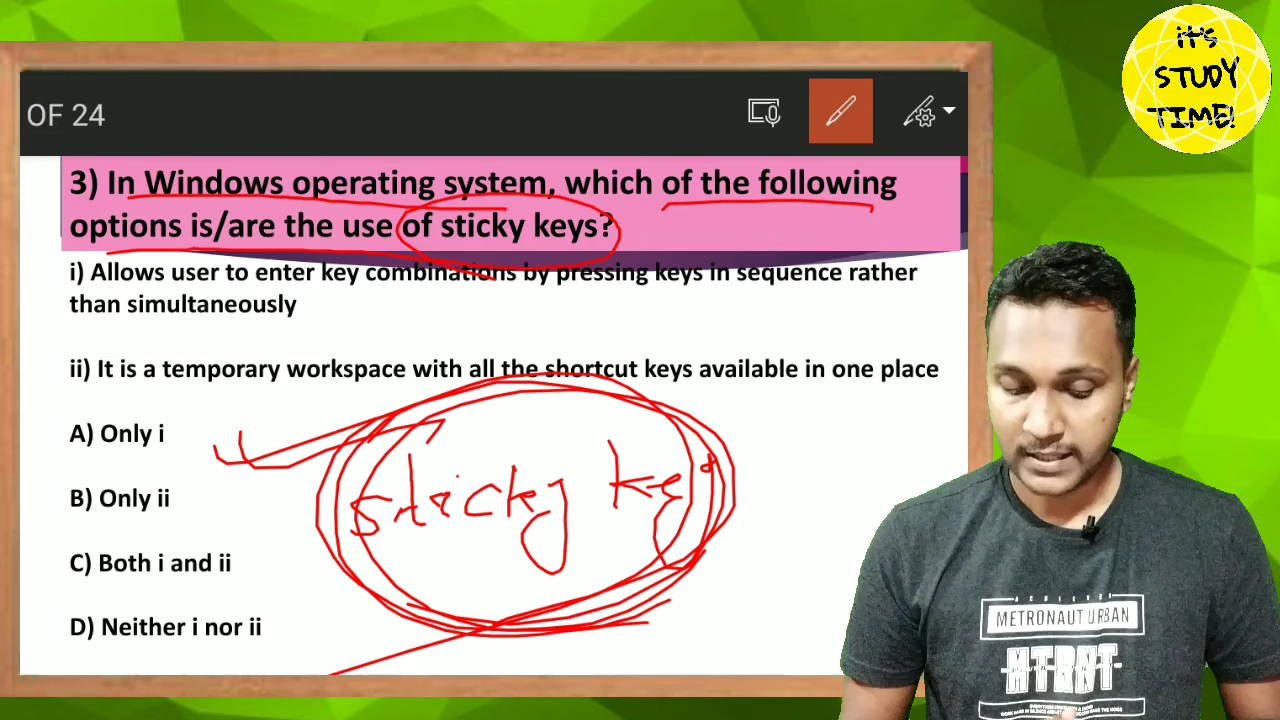 it's
STUDY
TIME!
OF 24
3) In Windows operating system, which of the following
options is/are the use of sticky keys?
i) Allows user to enter key combinations by pressing keys in sequence rather
than simultaneously
ii) It is a temporary workspace with all the shortcut keys available in one place
A) Only i
B) Only ii
C) Both i and ii
D) Neither i nor ii
sticky key
ACHIEVER
METRONAUT URBAN
MTRNT